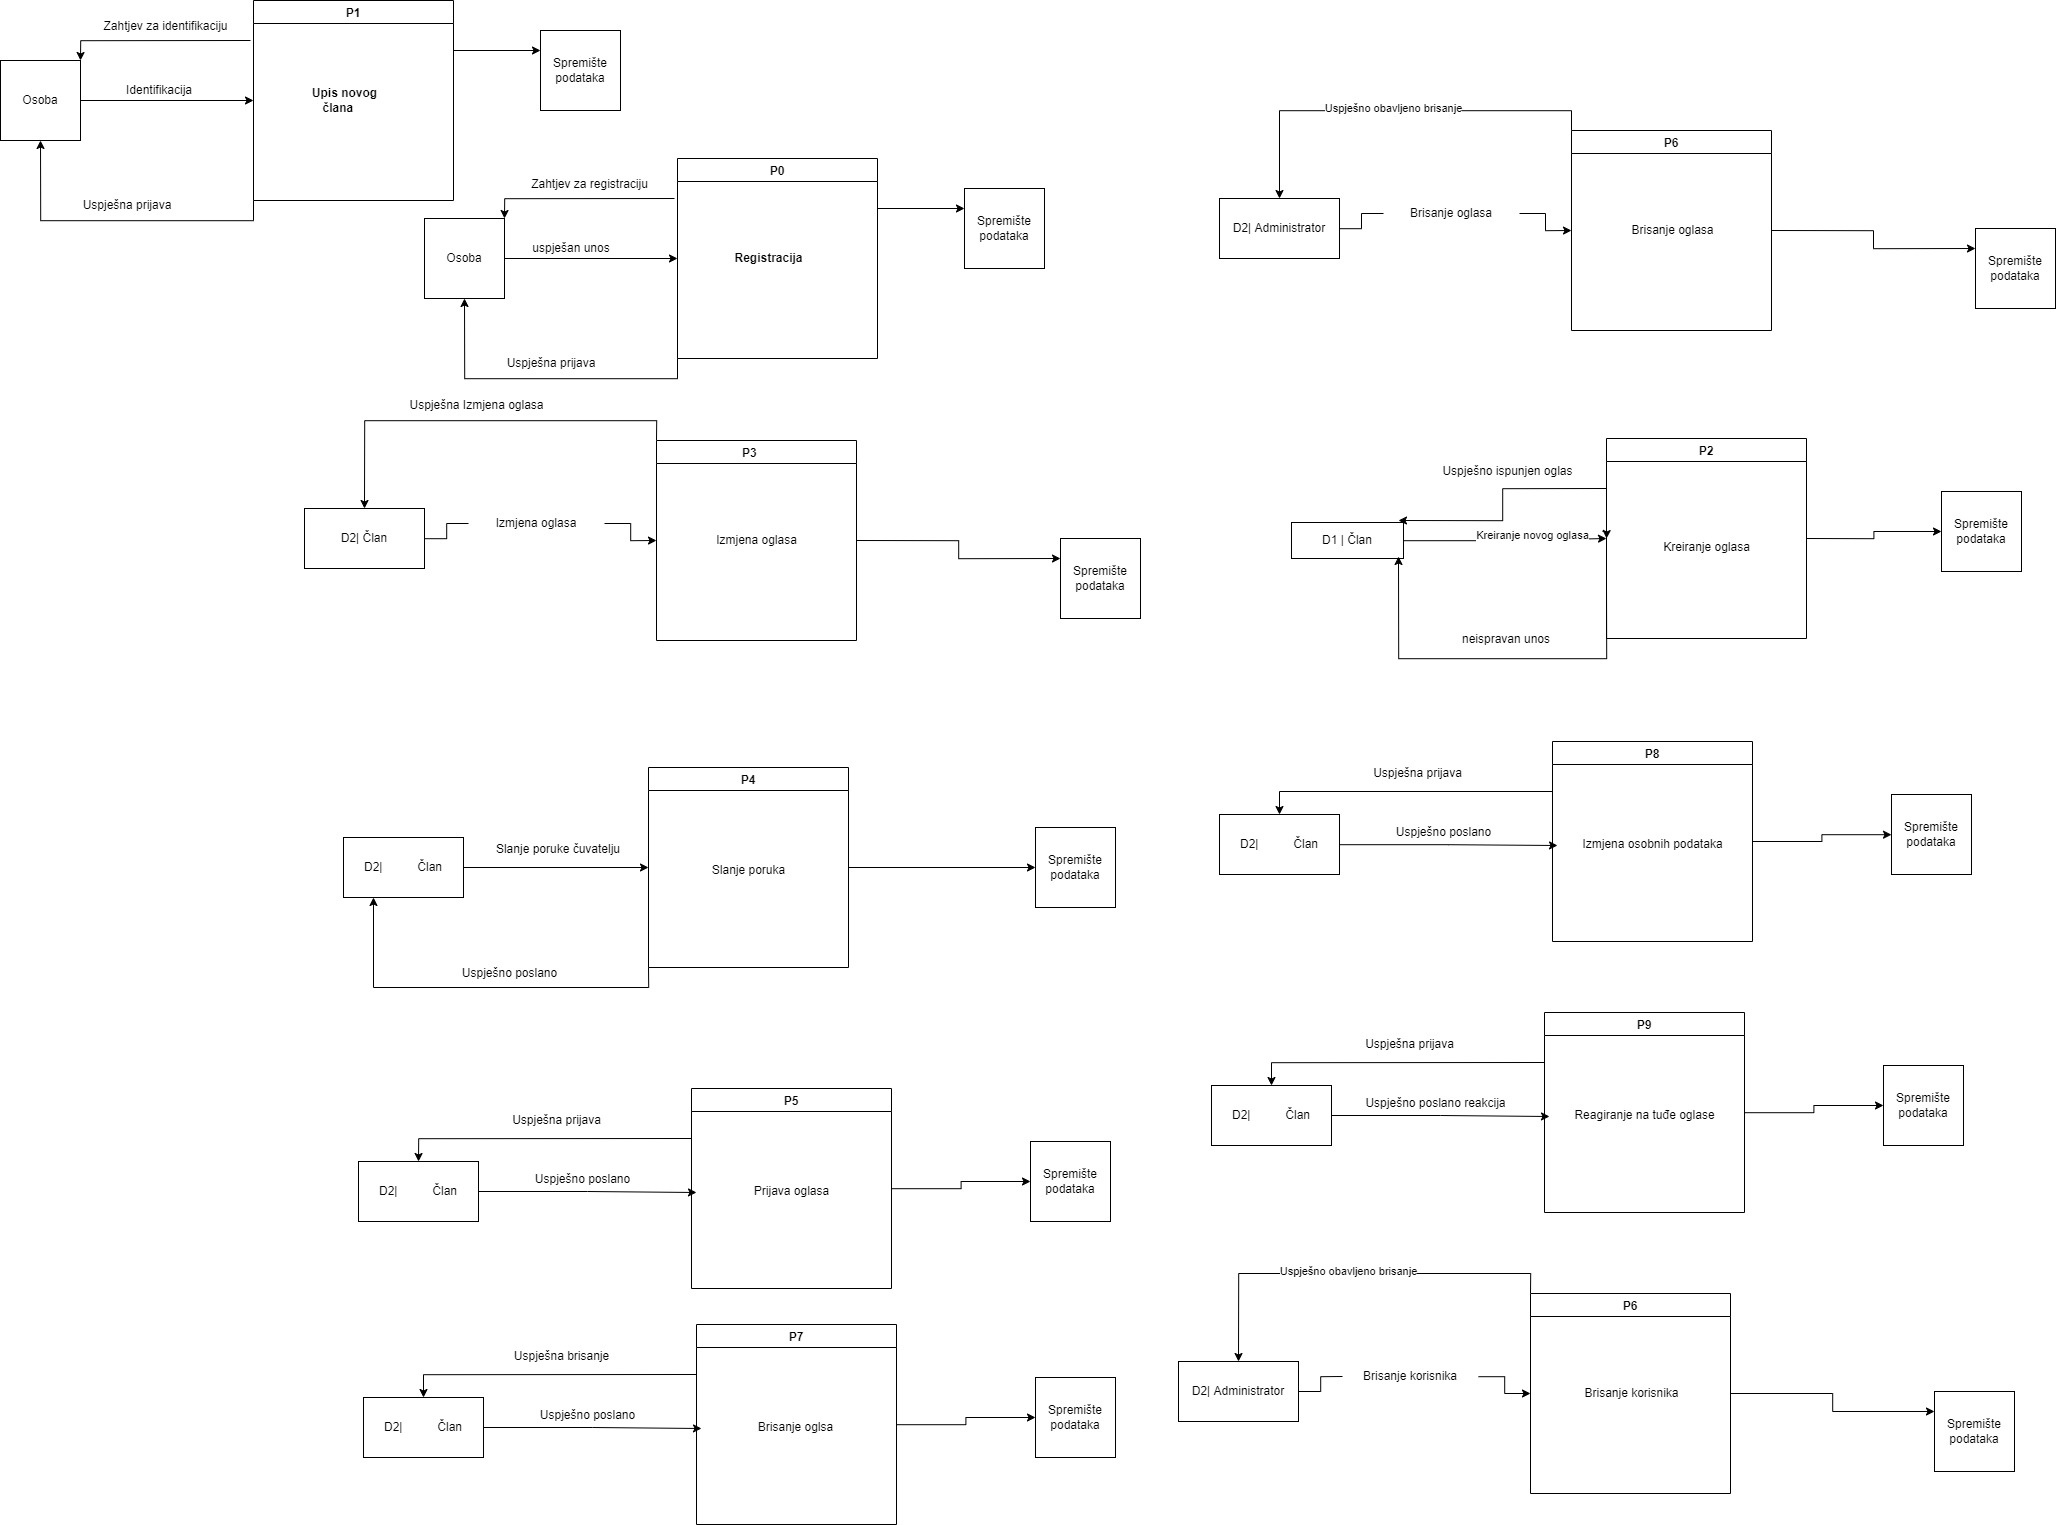 P1
Zahtjev za identifikaciju
Osoba
Identifikacija
Upis novog
člana
Uspješna prijava
Spremište
podataka
P0
Zahtjev za registraciju
Osoba
uspješan unos
Registracija
Uspješna prijava
Spremište
podataka
Uspješno obavljeno brisanje
P6
D2| Administrator
Brisanje oglasa
Brisanje oglasa
Spremište
podataka
Uspješna Izmjena oglasa
P3
D2| Član
Izmjena oglasa
Izmjena oglasa
Spremište
podataka
P2
Uspješno ispunjen oglas
D1 | Član
Kreiranje novog oglasa
Kreiranje oglasa
neispravan unos
Spremište
podataka
P4
D2| Član
Slanje poruke čuvatelju
Slanje poruka
Uspješno poslano
Spremište
podataka
P8
Uspješna prijava
D2| Član
Uspješno poslano
Izmjena osobnih podataka
Spremište
podataka
P9
Uspješna prijava
D2| Član
Uspješno poslano reakcija
Reagiranje na tuđe oglase
Spremište
podataka
P5
Uspješna prijava
D2| Član
Uspješno poslano
Prijava oglasa
Spremište
podataka
P7
Uspješna brisanje
D2| Član
Uspješno poslano
Brisanje oglsa
Spremište
podataka
Uspješno obavljeno brisanje
P6
D2| Administrator
Brisanje korisnika
Brisanje korisnika
Spremište
podataka